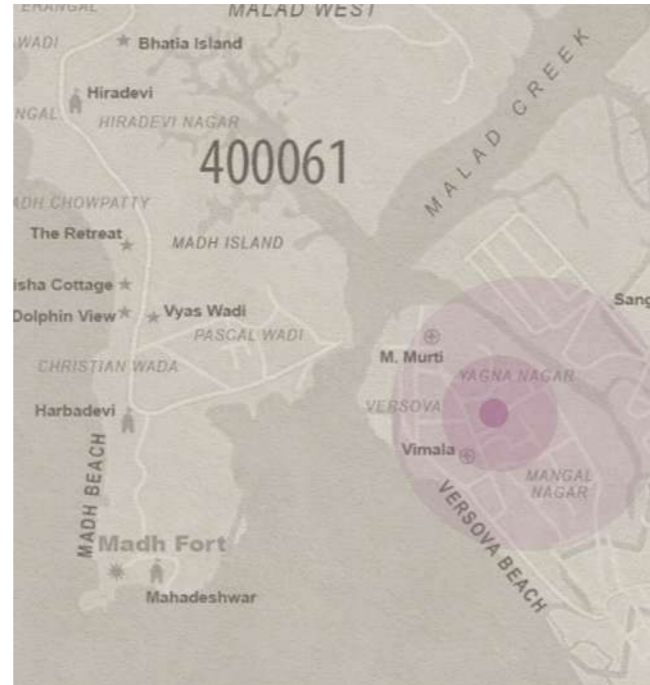 ERANGAL
MALAD WEST
WADI
Bhatia Island
Hiradevi
NGAL
HIRADEVI NAGAR
400061
MALAD CREEK
ADH CHOWPATTY
The Retreat
MADH ISLAND
isha Cottage
Sang
Dolphin View
Vyas Wadi
PASCAL WADI
M. Murti
CHRISTIAN WADA
YAGNA NAGAR
VERSOVA
Harbadevi
Vimala
MADH BEACH
MANGAL
NAGAR
VERSOVA BEACH
Madh Fort
Mahadeshwar